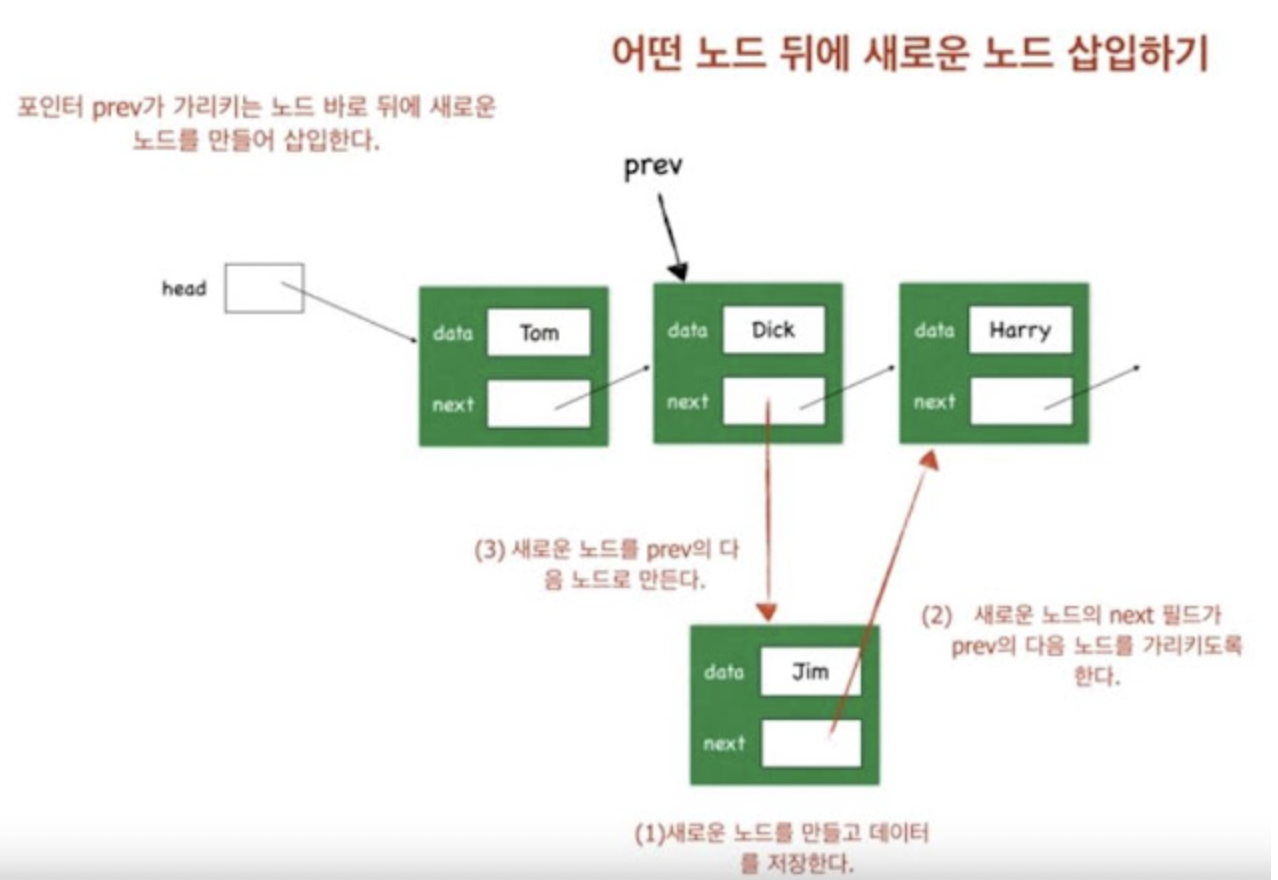 어떤 노드 뒤에 새로운 노드 삽입하기
포인터 prev가 가리키는 노드 바로 뒤에 새로운
노드를 만들어 삽입한다.
prev
head
data Tom
next
data Dick
next
data Harry
next
(3) 새로운 노드를 prev의 다
음 노드로 만든다.
(2) 새로운 노드의 next 필드가
prev의 다음 노드를 가리키도록
한다.
data Jim
next
(1)새로운 노드를 만들고 데이터
를 저장한다.